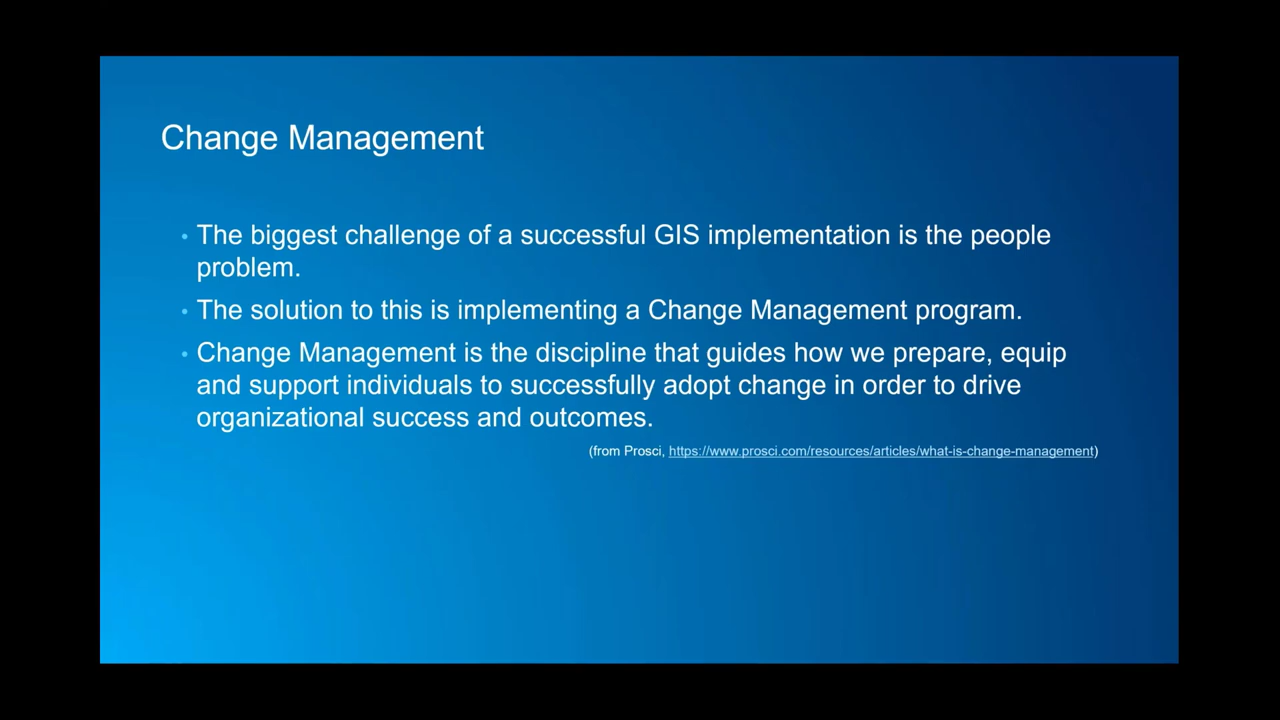 Change Management
• The biggest challenge of a successful GIS implementation is the people
problem.
• The solution to this is implementing a Change Management program.
• Change Management is the discipline that guides how we prepare, equip
and support individuals to successfully adopt change in order to drive
organizational success and outcomes.
(from Prosci, https://www.prosci.com/resources/articles/what-is-change-management)